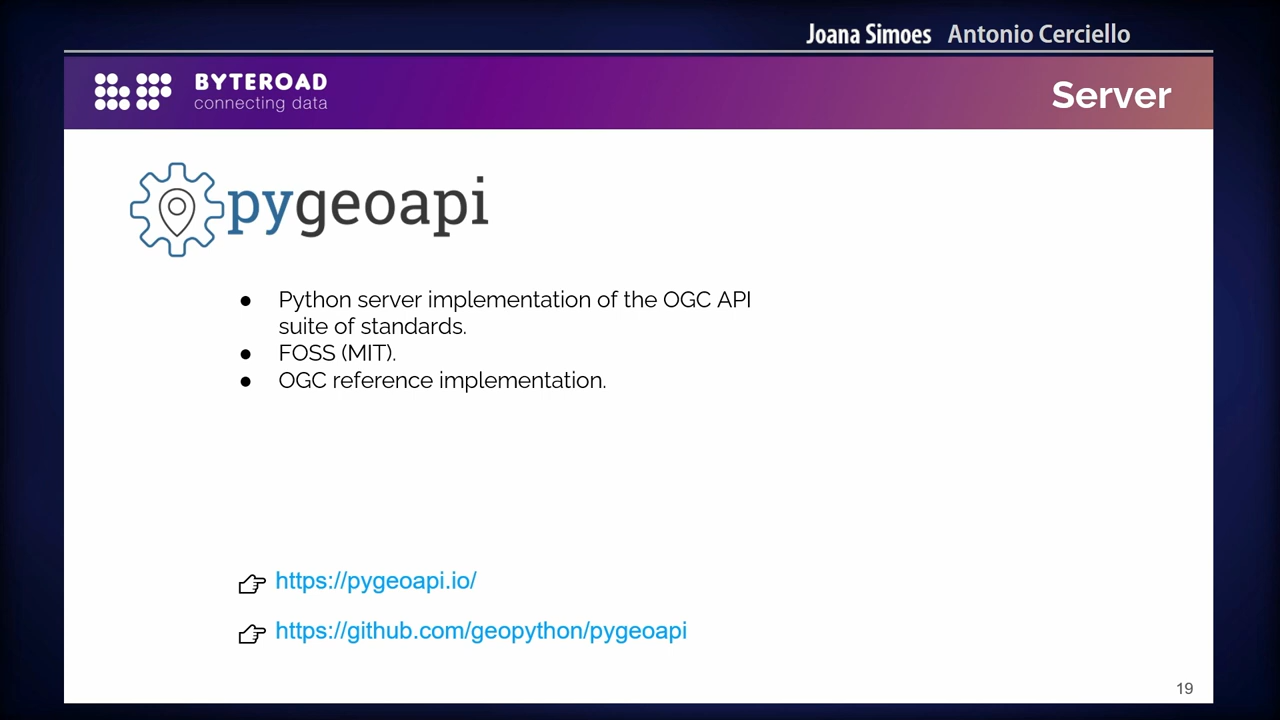 Joana Simoes Antonio Cerciello
BYTEROAD
connecting data
Server
pygeoapi
● Python server implementation of the OGC API
suite of standards.
● FOSS (MIT).
● OGC reference implementation.
https://pygeoapi.io/
https://github.com/geopython/pygeoapi
19